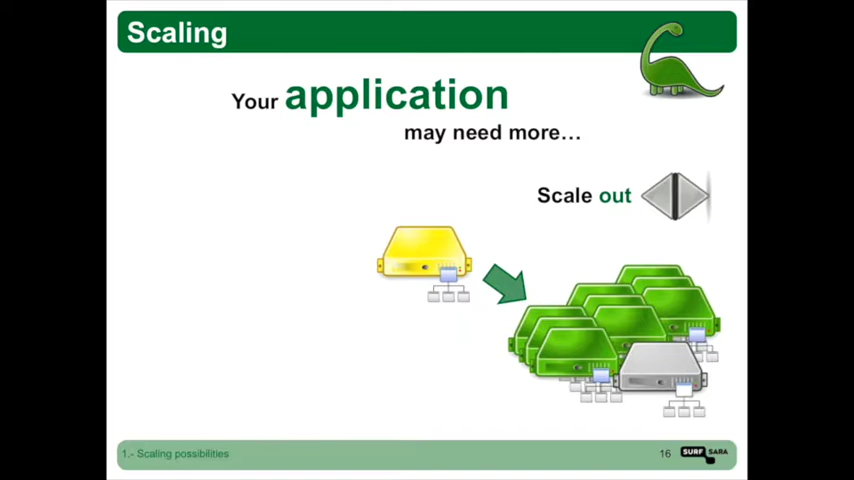 Scaling
Your application
may need more…
Scale out
1.- Scaling possibilities
16
SURF SARA